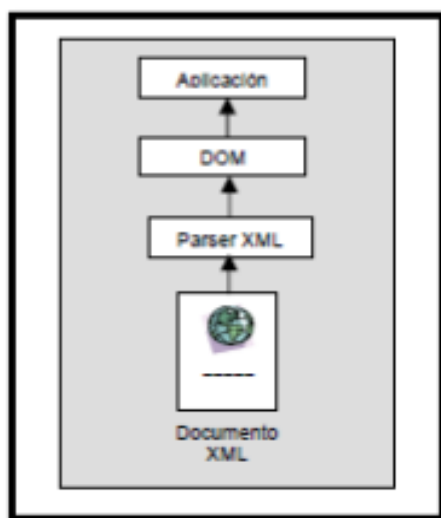 Aplicación
DOM
Parser XML
Documento
XML